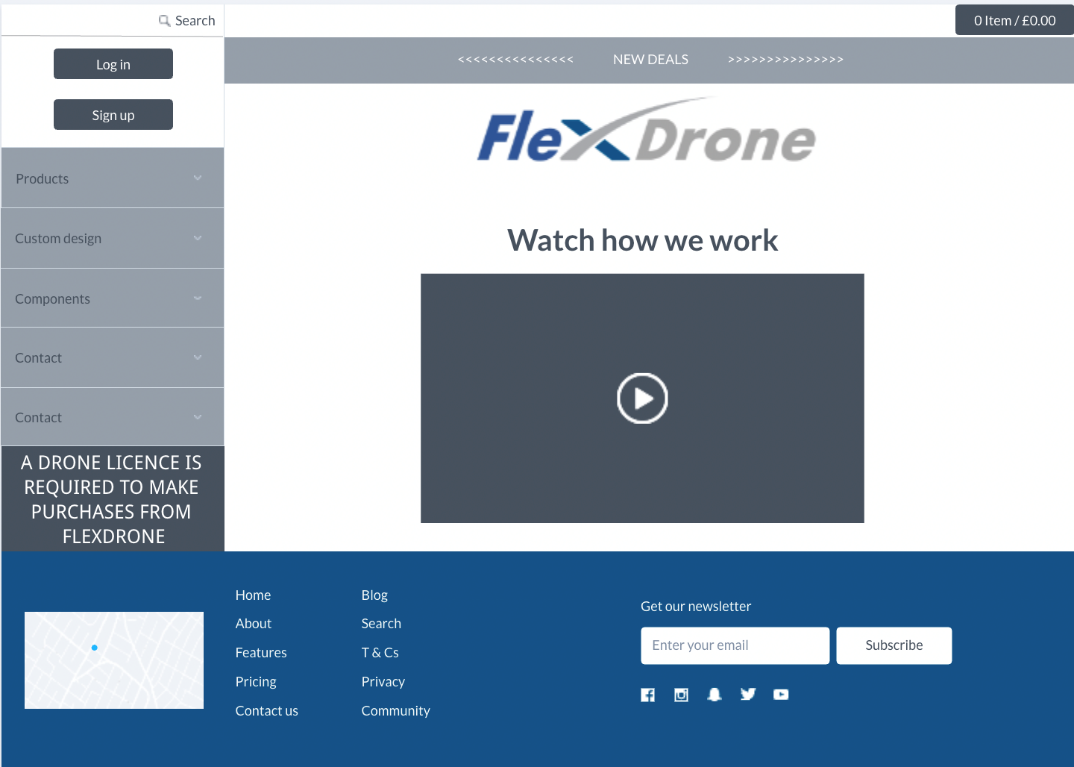 Search
0 Item / £0.00
Log in
<<<<<<<<<<<<<<< NEW DEALS >>>>>>>>>>>>>>>
Sign up
FleXDrone
Products
Custom design
Components
Contact
Contact
A DRONE LICENCE IS
REQUIRED TO MAKE
PURCHASES FROM
FLEXDRONE
Watch how we work
Home
About
Features
Pricing
Contact us
Blog
Search
T & Cs
Privacy
Community
Get our newsletter
Enter your email
Subscribe